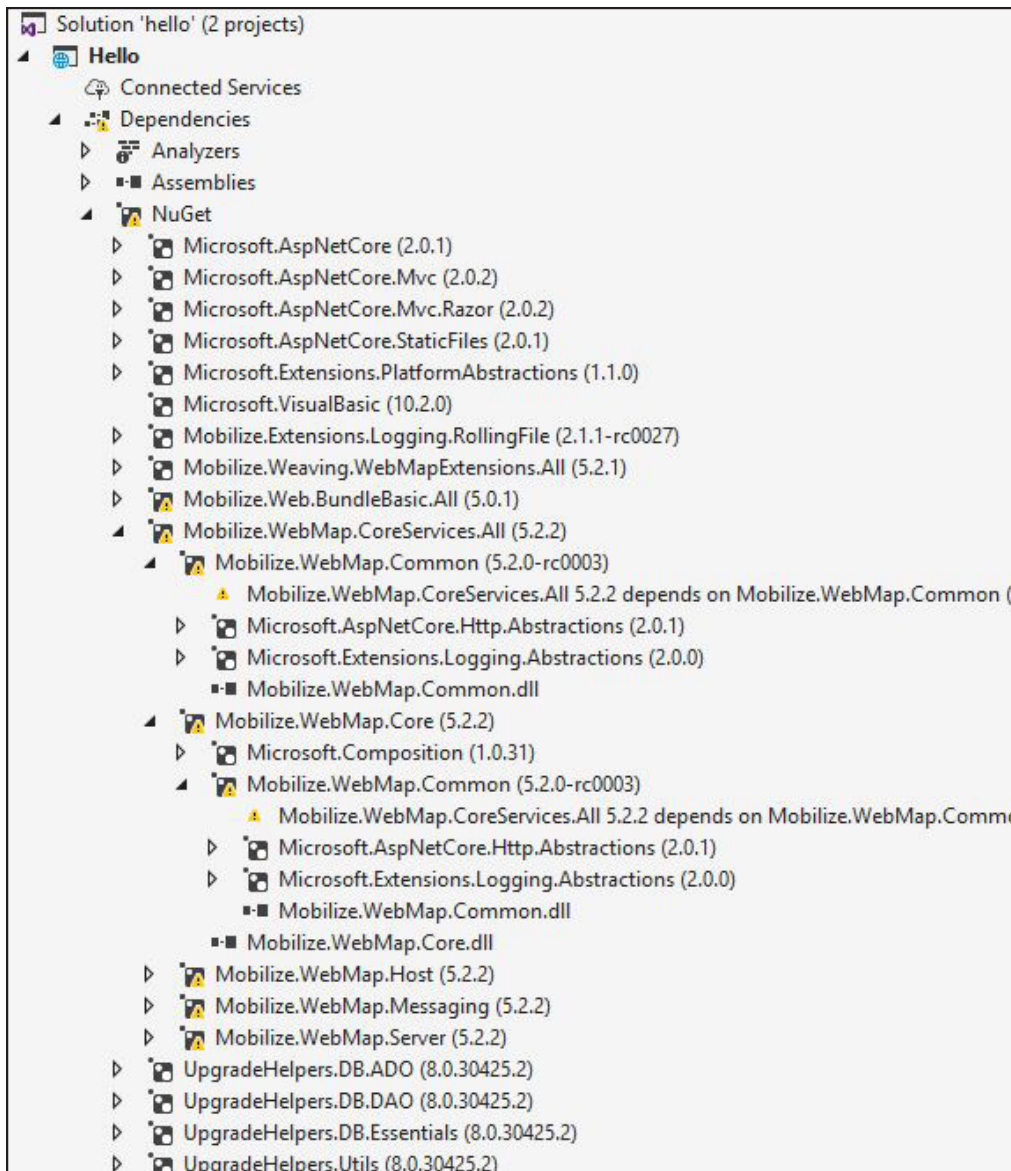 Solution 'hello' (2 projects)
Hello
Connected Services
Dependencies
Analyzers
Assemblies
NuGet
Microsoft.AspNetCore (2.0.1)
Microsoft.AspNetCore.Mvc (2.0.2)
Microsoft.AspNetCore.Mvc.Razor (2.0.2)
Microsoft.AspNetCore.StaticFiles (2.0.1)
Microsoft.Extensions.PlatformAbstractions (1.1.0)
Microsoft.VisualBasic (10.2.0)
Mobilize.Extensions.Logging.RollingFile (2.1.1-rc0027)
Mobilize.Weaving.WebMapExtensions.All (5.2.1)
Mobilize.Web.BundleBasic.All (5.0.1)
Mobilize.WebMap.CoreServices.All (5.2.2)
Mobilize.WebMap.Common (5.2.0-rc0003)
Mobilize.WebMap.CoreServices.All 5.2.2 depends on Mobilize.WebMap.Common (
Microsoft.AspNetCore.Http.Abstractions (2.0.1)
Microsoft.Extensions.Logging.Abstractions (2.0.0)
Mobilize.WebMap.Common.dll
Mobilize.WebMap.Core (5.2.2)
Microsoft.Composition (1.0.31)
Mobilize.WebMap.Common (5.2.0-rc0003)
Mobilize.WebMap.CoreServices.All 5.2.2 depends on Mobilize.WebMap.Commo
Microsoft.AspNetCore.Http.Abstractions (2.0.1)
Microsoft.Extensions.Logging.Abstractions (2.0.0)
Mobilize.WebMap.Common.dll
Mobilize.WebMap.Core.dll
Mobilize.WebMap.Host (5.2.2)
Mobilize.WebMap.Messaging (5.2.2)
Mobilize.WebMap.Server (5.2.2)
UpgradeHelpers.DB.ADO (8.0.30425.2)
UpgradeHelpers.DB.DAO (8.0.30425.2)
UpgradeHelpers.DB.Essentials (8.0.30425.2)
UpgradeHelpers.Utils (8.0.30425.2)